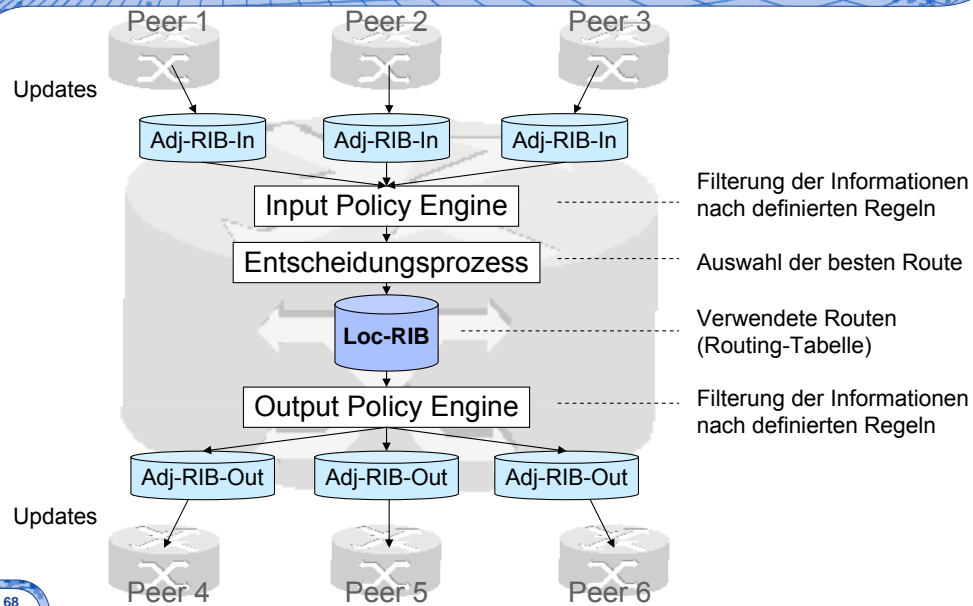 Peer 1
Peer 2
Peer 3
Updates
Adj-RIB-In
Adj-RIB-In
Adj-RIB-In
Input Policy Engine
Filterung der Informationen
nach definierten Regeln
Entscheidungsprozess
Auswahl der besten Route
Loc-RIB
Verwendete Routen
(Routing-Tabelle)
Output Policy Engine
Filterung der Informationen
nach definierten Regeln
Adj-RIB-Out
Adj-RIB-Out
Adj-RIB-Out
Updates
Peer 4
Peer 5
Peer 6
68